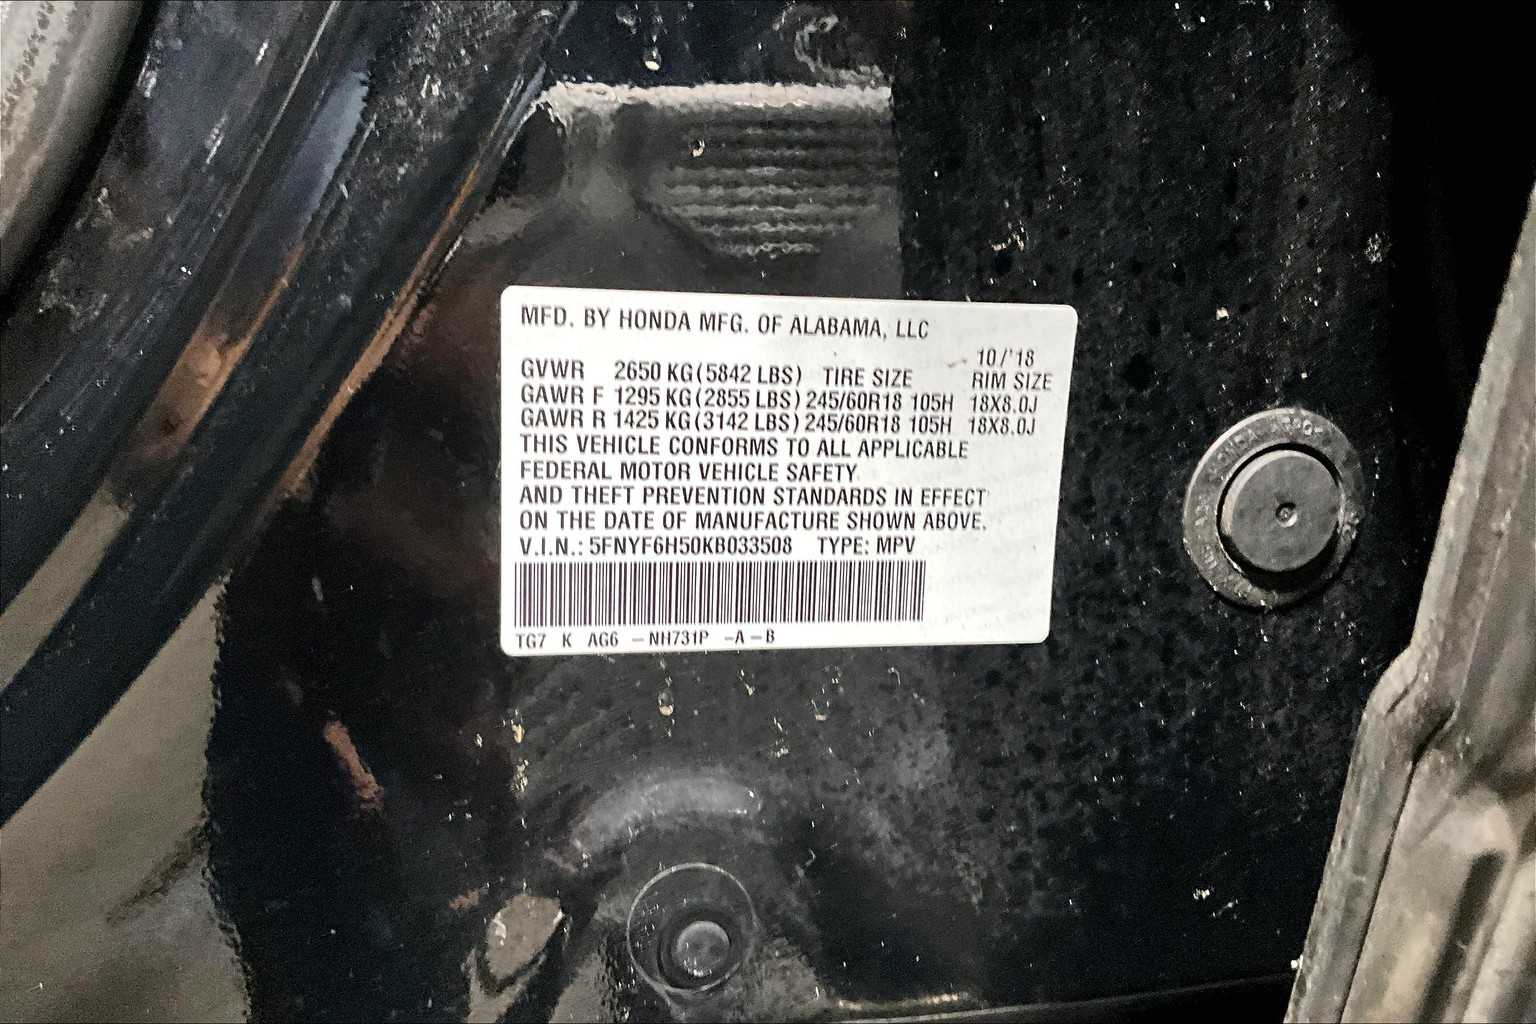 MFD. BY HONDA MFG. OF ALABAMA, LLC
10/'18
GVWR 2650 KG(5842 LBS) TIRE SIZE RIM SIZE
GAWR F 1295 KG(2855 LBS) 245/60R18 105H 18X8.0J
GAWR R 1425 KG(3142 LBS) 245/60R18 105H 18X8.0J
THIS VEHICLE CONFORMS TO ALL APPLICABLE
FEDERAL MOTOR VEHICLE SAFETY
AND THEFT PREVENTION STANDARDS IN EFFECT
ON THE DATE OF MANUFACTURE SHOWN ABOVE.
V.I.N.: 5FNYF6H50KB033508 TYPE: MPV
TG7 K AG6 -NH731P -A-B
HONDA